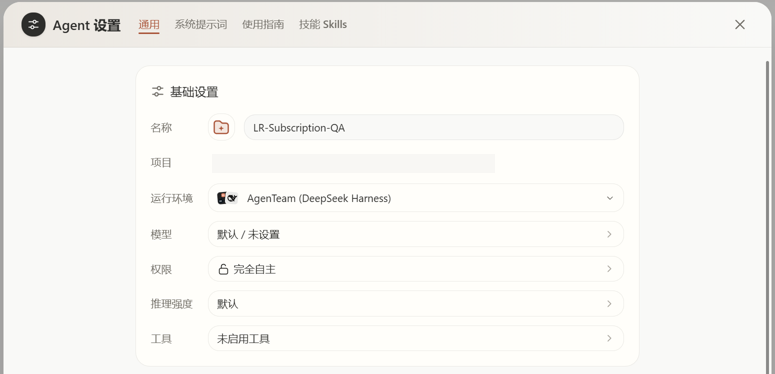 Agent 设置
通用 系统提示词 使用指南 技能 Skills
基础设置
名称 LR-Subscription-QA
项目
运行环境 AgenTeam (DeepSeek Harness)
模型 默认 / 未设置
权限 完全自主
推理强度 默认
工具 未启用工具